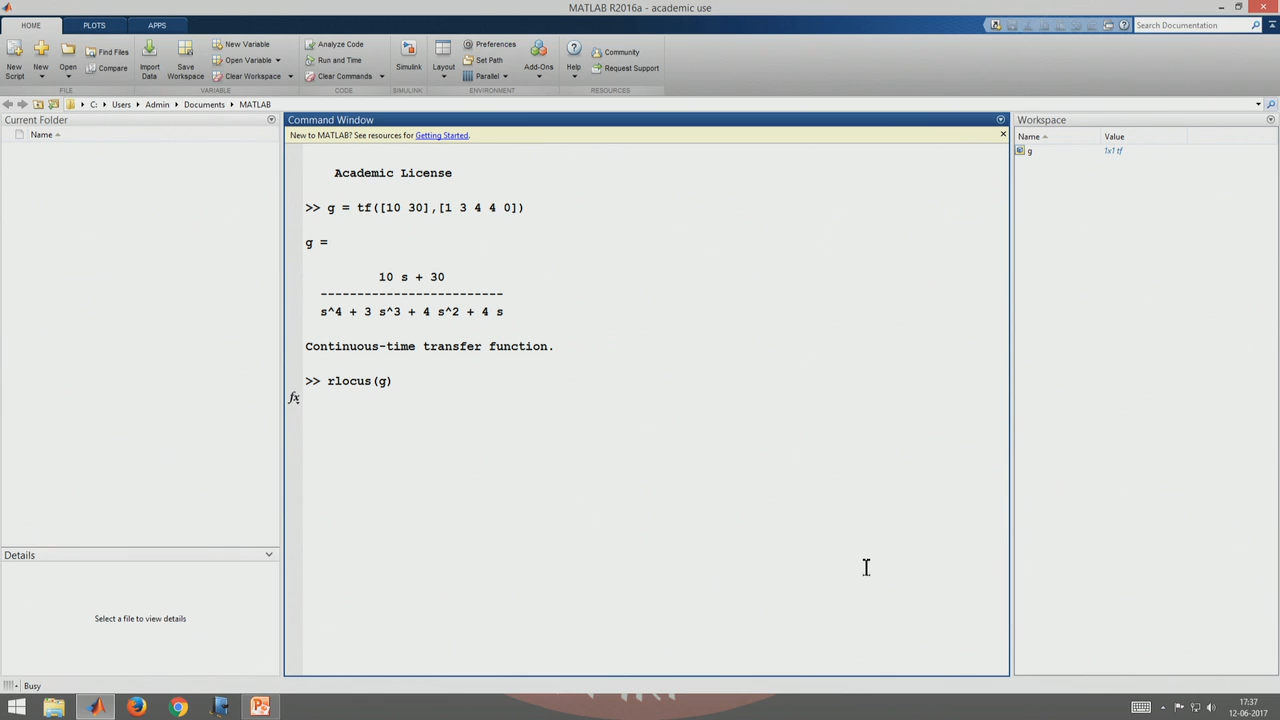 MATLAB R2016a - academic use
HOME PLOTS APPS
Search Documentation
New Script
New
Open
Find Files
Compare
Import Data
Save Workspace
New Variable
Open Variable
Clear Workspace
Analyze Code
Run and Time
Clear Commands
Simulink
Layout
Preferences
Set Path
Parallel
Add-Ons
Help
Community
Request Support
FILE VARIABLE CODE SIMULINK ENVIRONMENT RESOURCES
C: Users Admin Documents MATLAB
Current Folder
Name
Command Window
New to MATLAB? See resources for Getting Started.
Academic License
>> g = tf([10 30],[1 3 4 4 0])
g =
10 s + 30
-------------------------
s^4 + 3 s^3 + 4 s^2 + 4 s
Continuous-time transfer function.
>> rlocus(g)
fx
Workspace
Name Value
g 1x1 tf
Details
Select a file to view details
Busy
17:37
12-06-2017